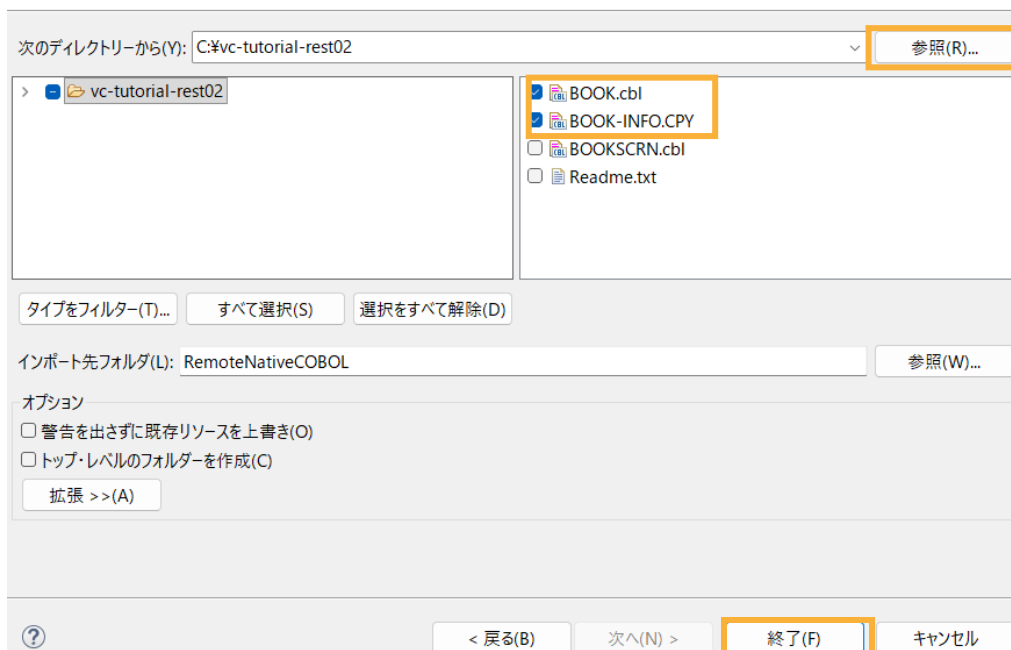 次のディレクトリーから(Y): C:¥vc-tutorial-rest02 参照(R)...
vc-tutorial-rest02
BOOK.cbl
BOOK-INFO.CPY
BOOKSCRN.cbl
Readme.txt
タイプをフィルター(T)... すべて選択(S) 選択をすべて解除(D)
インポート先フォルダ(L): RemoteNativeCOBOL 参照(W)...
オプション
警告を出さずに既存リソースを上書き(O)
トップ・レベルのフォルダーを作成(C)
拡張 >>(A)
< 戻る(B) 次へ(N) > 終了(F) キャンセル